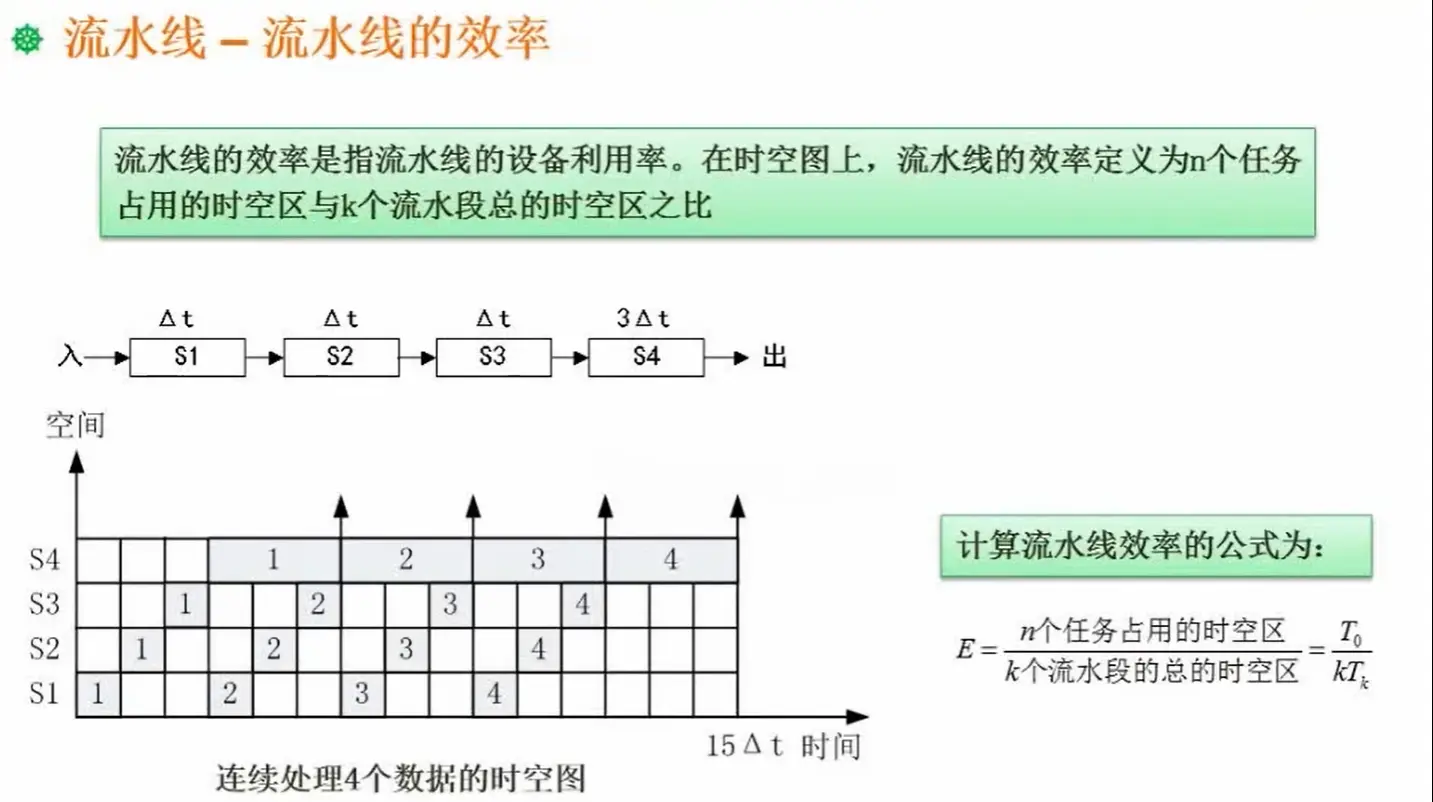 流水线 – 流水线的效率
流水线的效率是指流水线的设备利用率。在时空图上，流水线的效率定义为n个任务
占用的时空区与k个流水段总的时空区之比
Δt Δt Δt 3Δt
入 S1 S2 S3 S4 出
空间
S4 1 2 3 4
S3 1 2 3 4
S2 1 2 3 4
S1 1 2 3 4
15Δt 时间
连续处理4个数据的时空图
计算流水线效率的公式为：
E = n个任务占用的时空区 / k个流水段的总的时空区 = T₀ / kTₖ